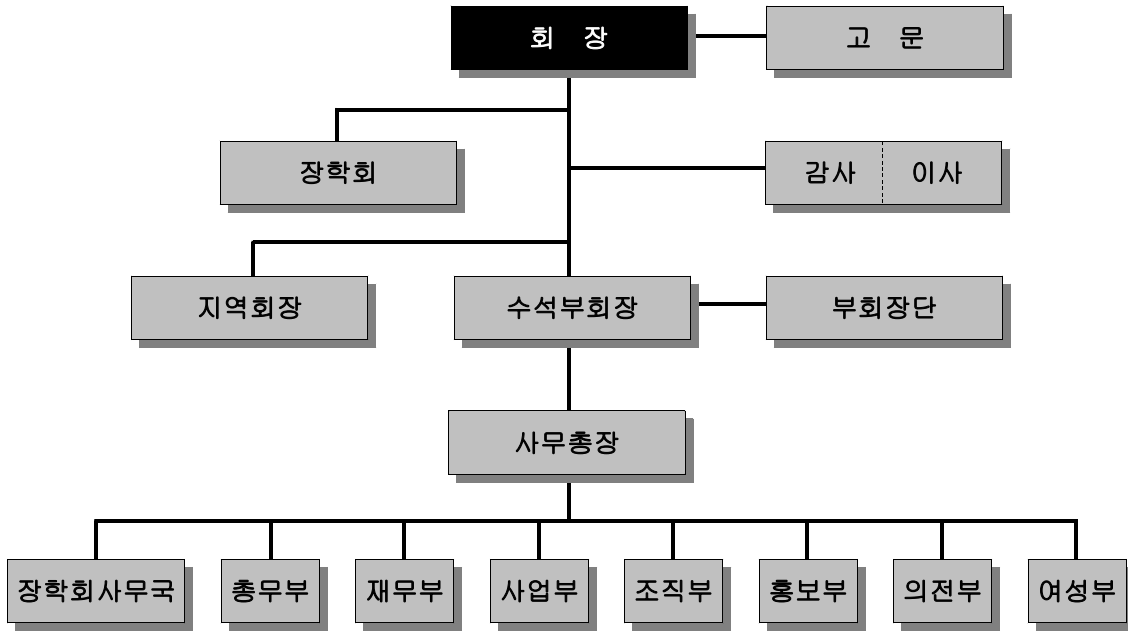 회 장
고 문
장학회
감사 이사
지역회장
수석부회장
부회장단
사무총장
장학회사무국
총무부
재무부
사업부
조직부
홍보부
의전부
여성부